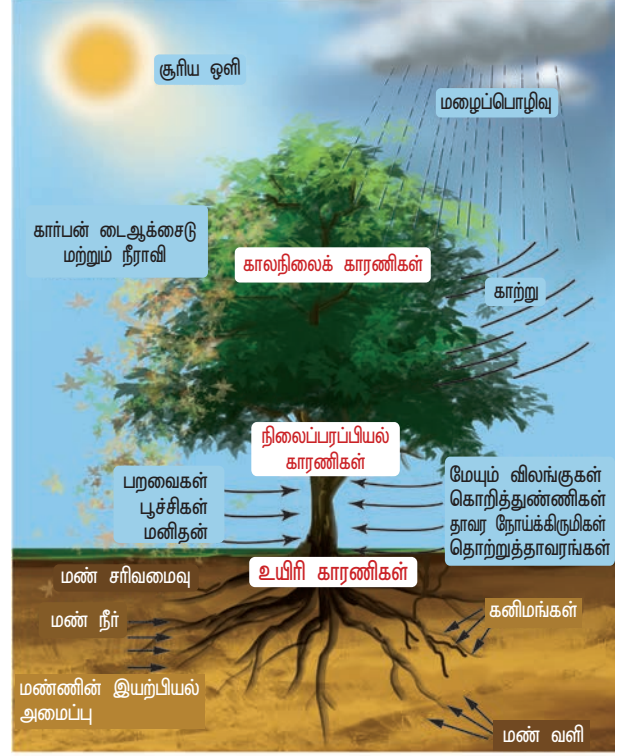 சூரிய ஒளி
மழைப்பொழிவு
கார்பன் டைஆக்சைடு
மற்றும் நீராவி
காலநிலைக் காரணிகள்
காற்று
நிலைப்பரப்பியல்
காரணிகள்
பறவைகள்
பூச்சிகள்
மனிதன்
மேயும் விலங்குகள்
கொறித்துண்ணிகள்
தாவர நோய்க்கிருமிகள்
தொற்றுத்தாவரங்கள்
மண் சரிவமைவு
உயிரி காரணிகள்
மண் நீர்
கனிமங்கள்
மண்ணின் இயற்பியல்
அமைப்பு
மண் வளி